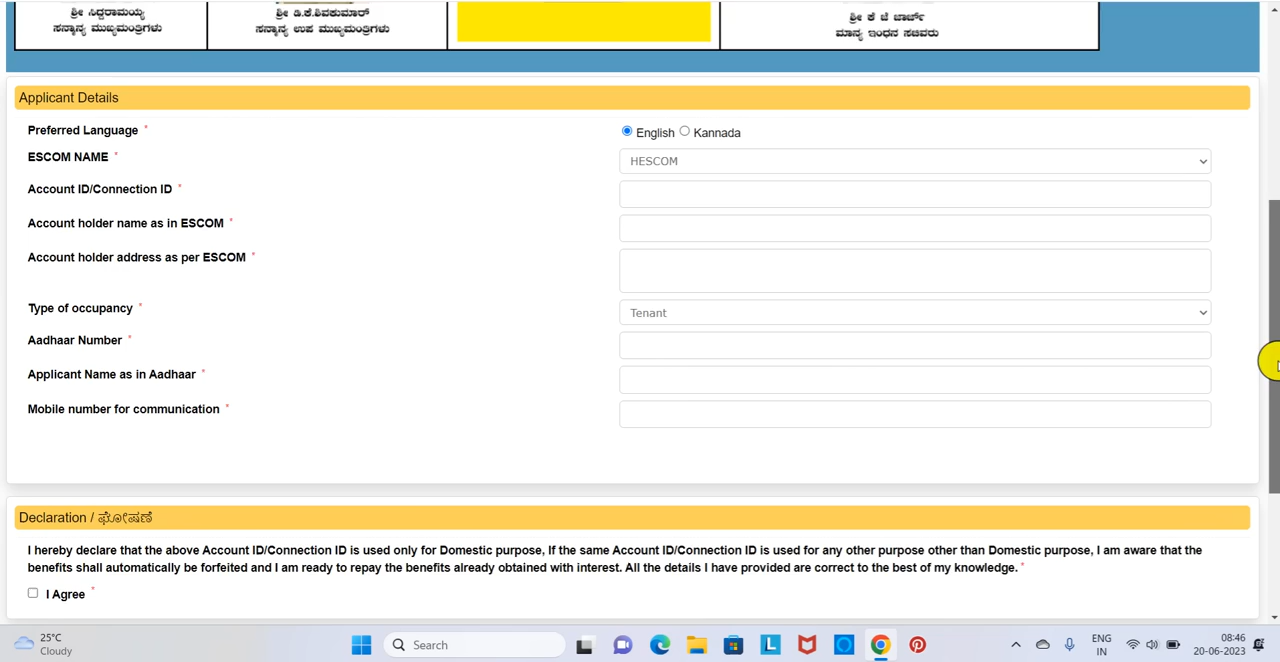 ಶ್ರೀ ಸಿದ್ದರಾಮಯ್ಯ
ಸನ್ಮಾನ್ಯ ಮುಖ್ಯಮಂತ್ರಿಗಳು
ಶ್ರೀ ಡಿ.ಕೆ.ಶಿವಕುಮಾರ್
ಸನ್ಮಾನ್ಯ ಉಪ ಮುಖ್ಯಮಂತ್ರಿಗಳು
ಶ್ರೀ ಕೆ ಜೆ ಜಾರ್ಜ್
ಮಾನ್ಯ ಇಂಧನ ಸಚಿವರು
Applicant Details
Preferred Language * English Kannada
ESCOM NAME * HESCOM
Account ID/Connection ID *
Account holder name as in ESCOM *
Account holder address as per ESCOM *
Type of occupancy * Tenant
Aadhaar Number *
Applicant Name as in Aadhaar *
Mobile number for communication *
Declaration / ಘೋಷಣೆ
I hereby declare that the above Account ID/Connection ID is used only for Domestic purpose, If the same Account ID/Connection ID is used for any other purpose other than Domestic purpose, I am aware that the
benefits shall automatically be forfeited and I am ready to repay the benefits already obtained with interest. All the details I have provided are correct to the best of my knowledge. *
I Agree *
25°C
Cloudy
Search
ENG
IN
08:46
20-06-2023